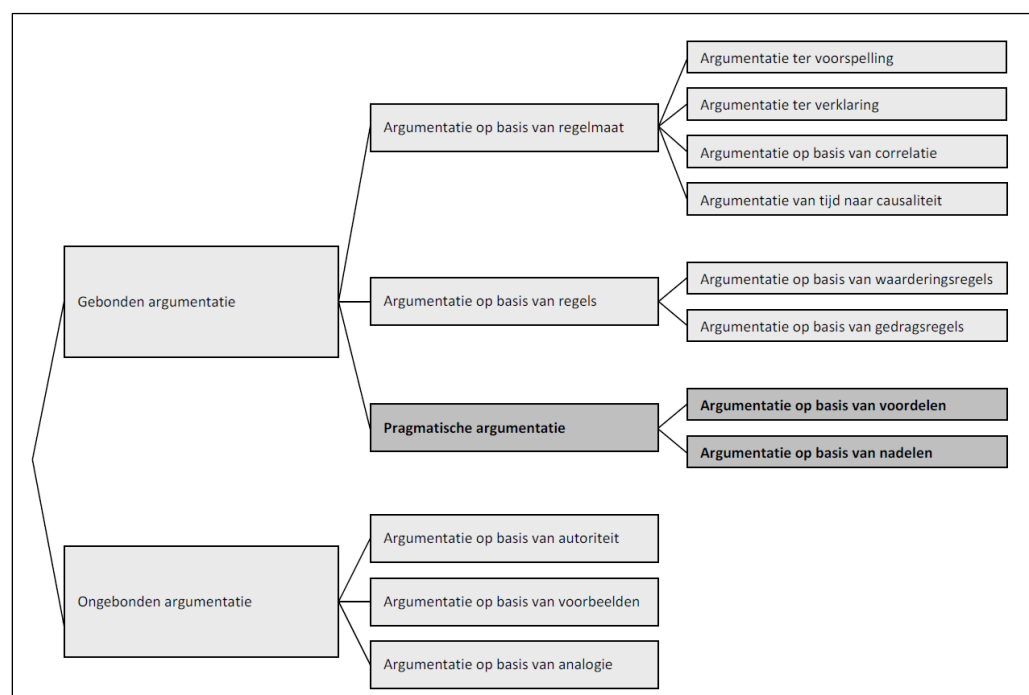 Argumentatie ter voorspelling
Argumentatie ter verklaring
Argumentatie op basis van regelmaat
Argumentatie op basis van correlatie
Argumentatie van tijd naar causaliteit
Gebonden argumentatie
Argumentatie op basis van regels
Argumentatie op basis van waarderingsregels
Argumentatie op basis van gedragsregels
Pragmatische argumentatie
Argumentatie op basis van voordelen
Argumentatie op basis van nadelen
Ongebonden argumentatie
Argumentatie op basis van autoriteit
Argumentatie op basis van voorbeelden
Argumentatie op basis van analogie